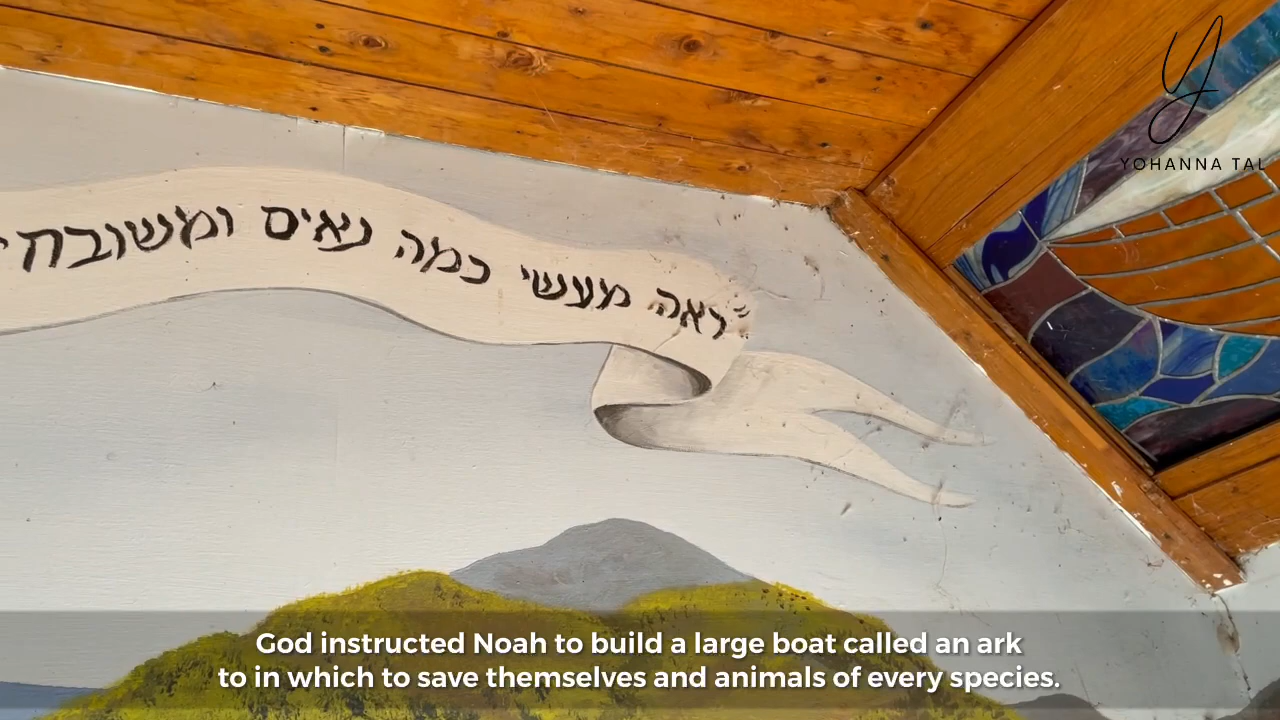 "ראה מעשי כמה נאים ומשובחי
YOHANNA TAL
God instructed Noah to build a large boat called an ark
to in which to save themselves and animals of every species.